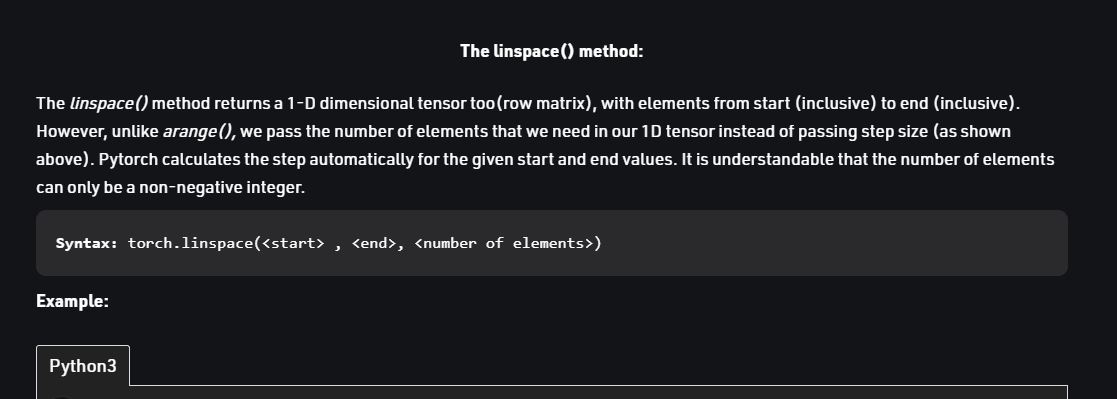 The linspace() method:
The linspace() method returns a 1-D dimensional tensor too(row matrix), with elements from start (inclusive) to end (inclusive).
However, unlike arange(), we pass the number of elements that we need in our 1D tensor instead of passing step size (as shown
above). Pytorch calculates the step automatically for the given start and end values. It is understandable that the number of elements
can only be a non-negative integer.
Syntax: torch.linspace(<start> , <end>, <number of elements>)
Example:
Python3